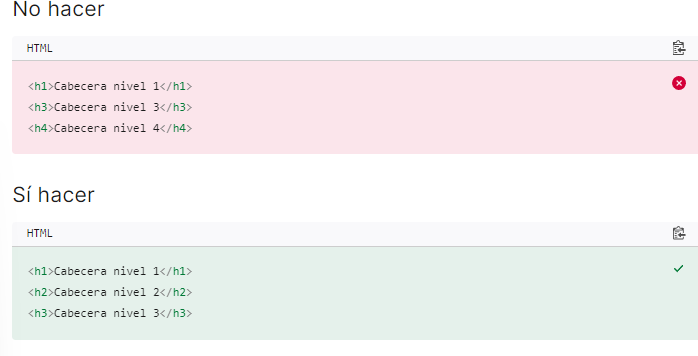 No hacer
HTML
<h1>Cabecera nivel 1</h1>
<h3>Cabecera nivel 3</h3>
<h4>Cabecera nivel 4</h4>
Sí hacer
HTML
<h1>Cabecera nivel 1</h1>
<h2>Cabecera nivel 2</h2>
<h3>Cabecera nivel 3</h3>